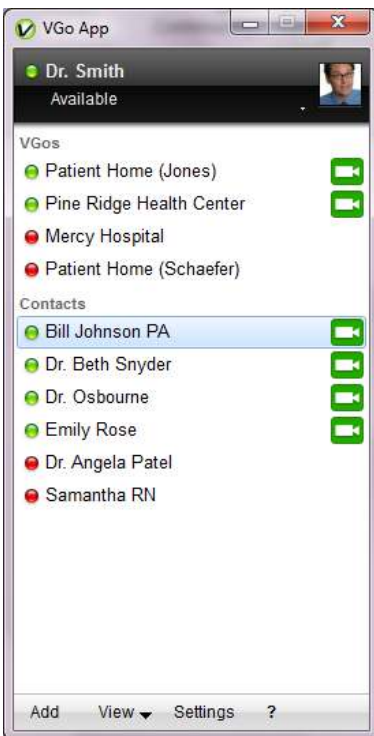 VGo App
Dr. Smith
Available
VGos
Patient Home (Jones)
Pine Ridge Health Center
Mercy Hospital
Patient Home (Schaefer)
Contacts
Bill Johnson PA
Dr. Beth Snyder
Dr. Osbourne
Emily Rose
Dr. Angela Patel
Samantha RN
Add View Settings ?